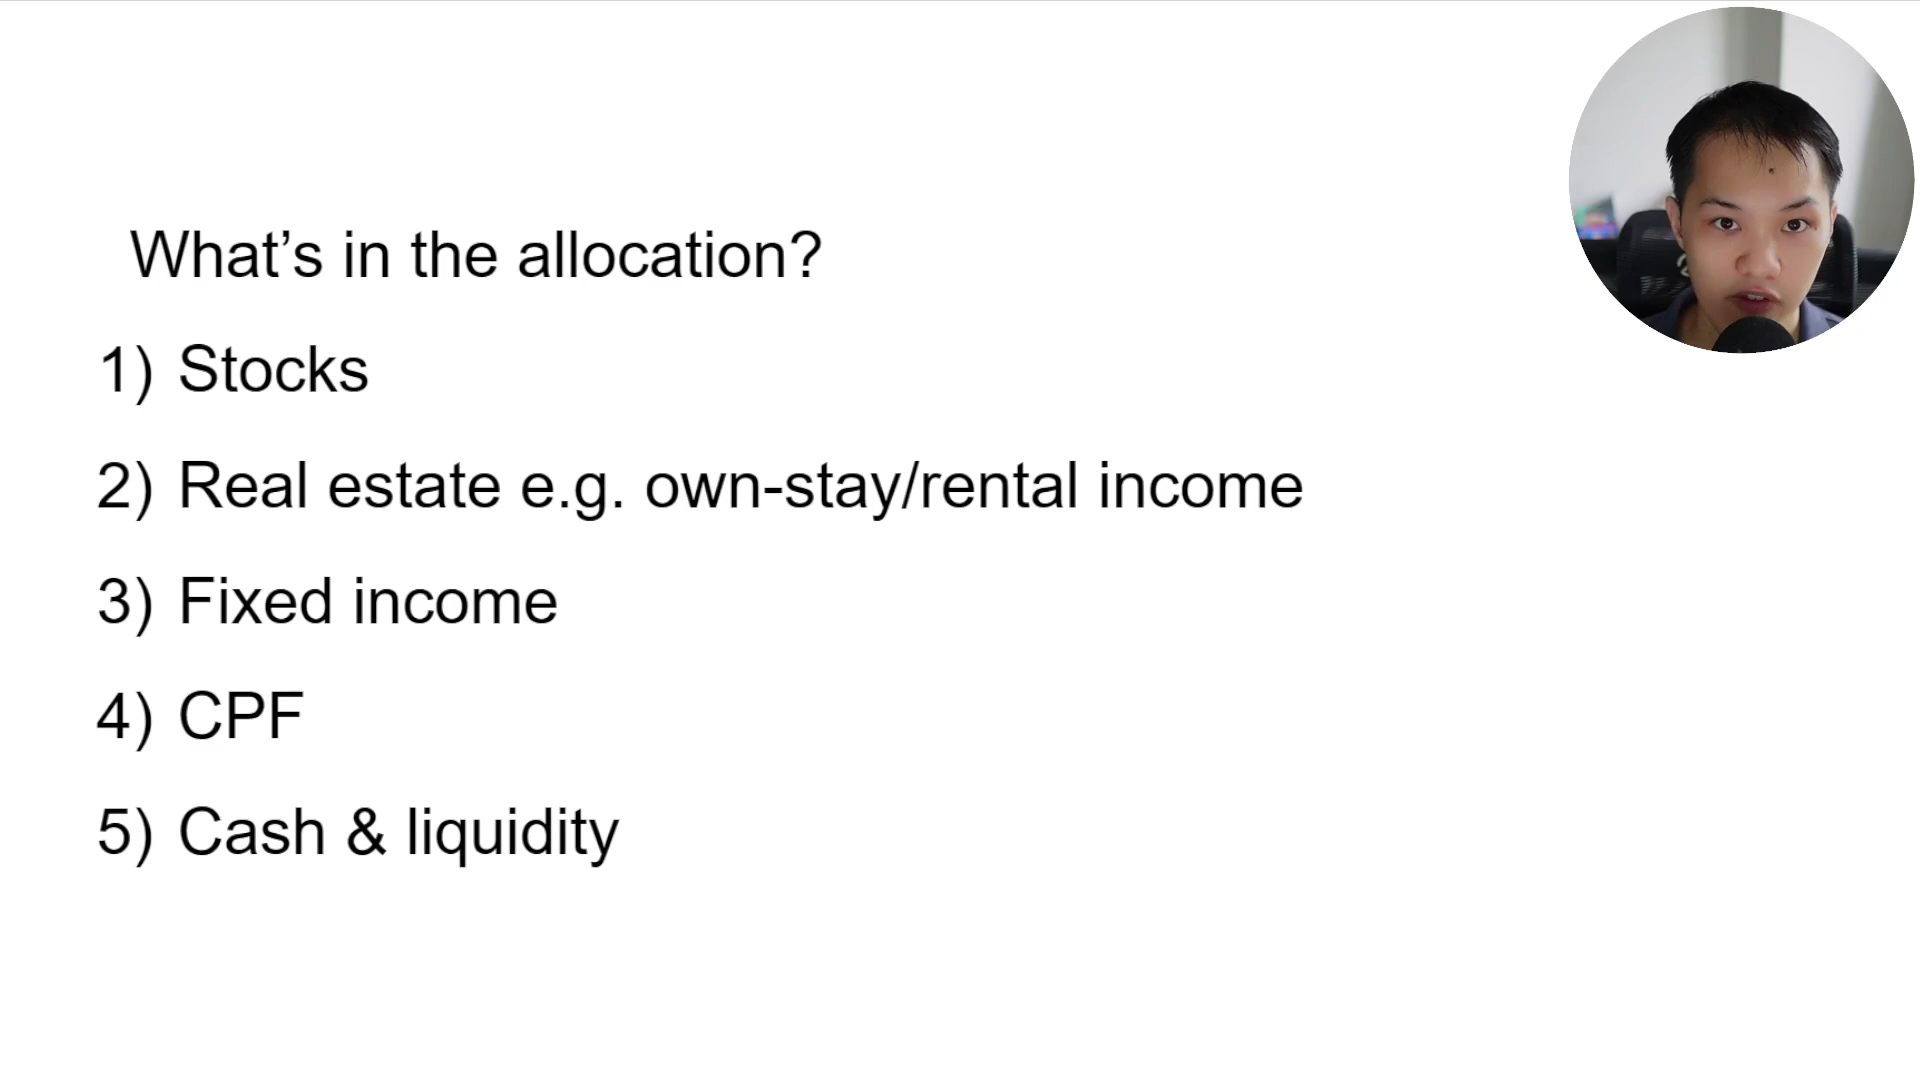 What’s in the allocation?
1) Stocks
2) Real estate e.g. own-stay/rental income
3) Fixed income
4) CPF
5) Cash & liquidity